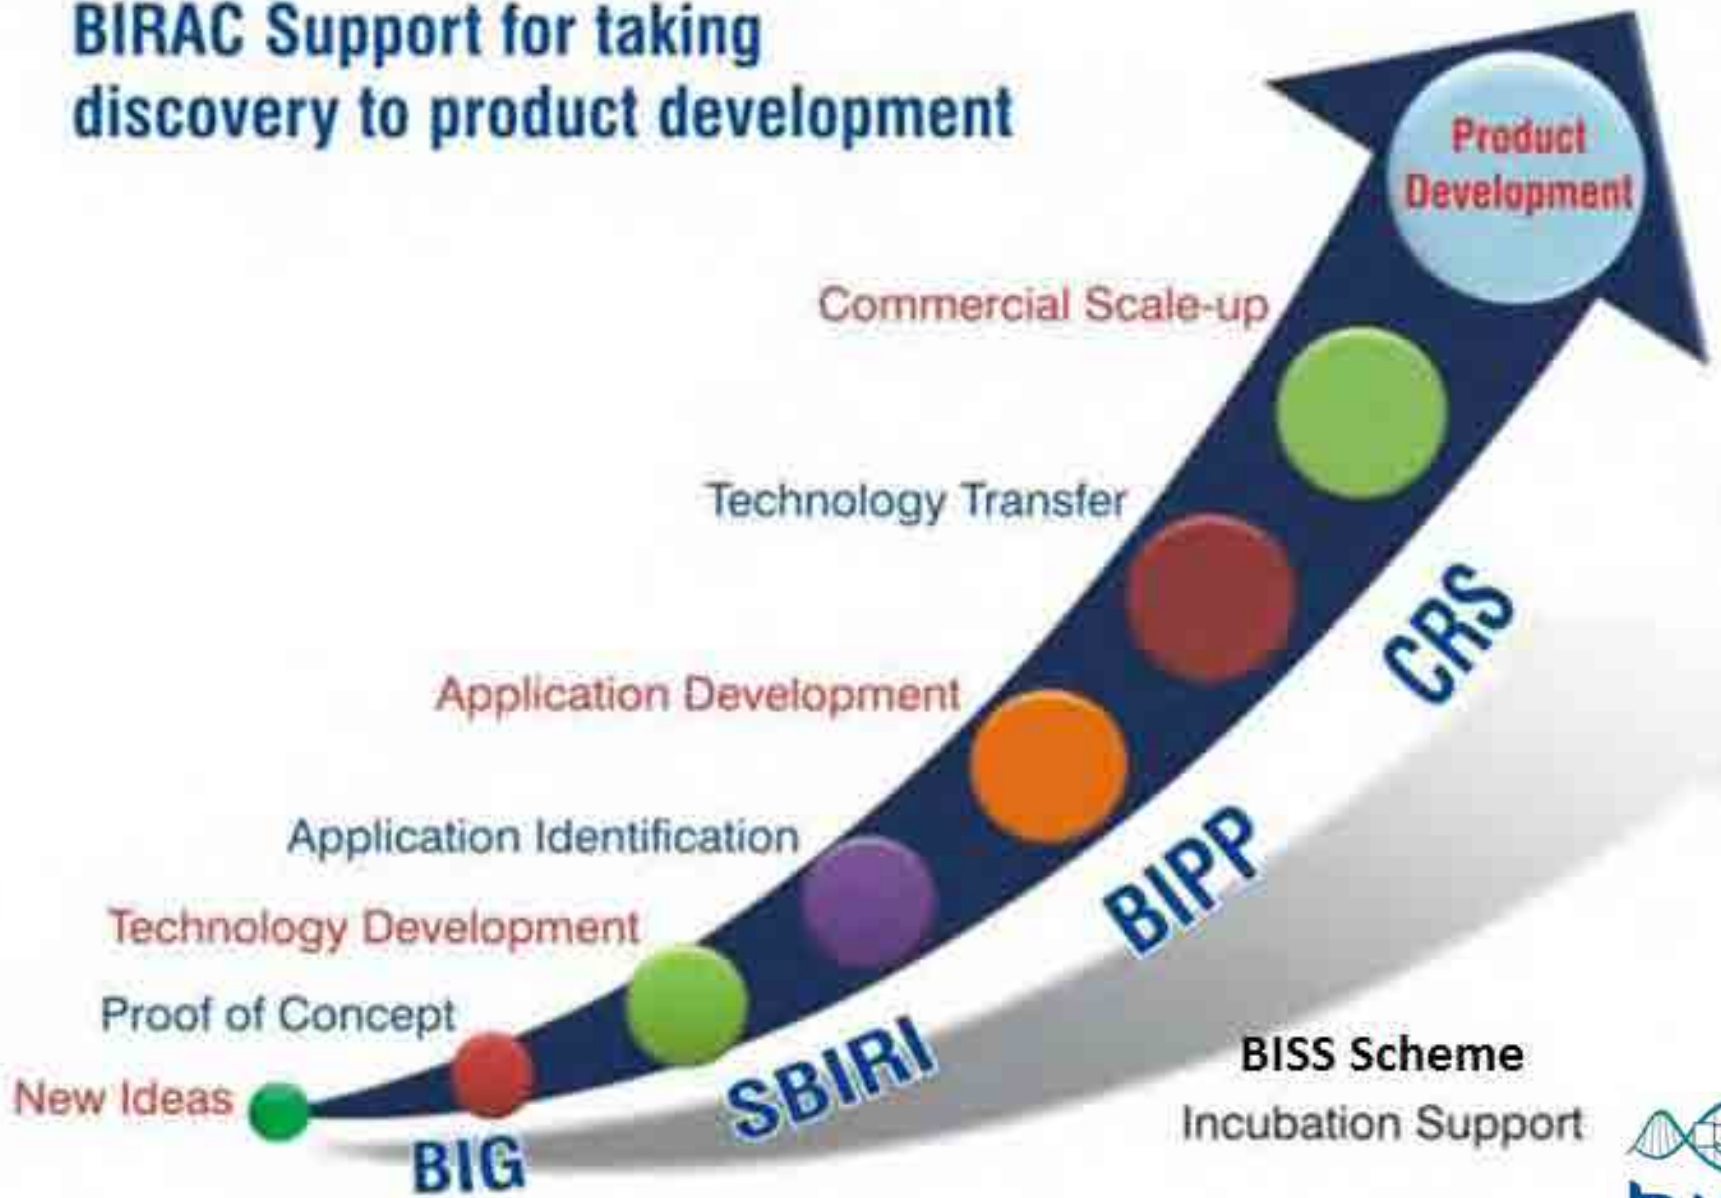 BIRAC Support for taking
discovery to product development
Product
Development
Commercial Scale-up
Technology Transfer
Application Development
Application Identification
Technology Development
Proof of Concept
New Ideas
CRS
BIPP
SBIRI
BIG
BISS Scheme
Incubation Support